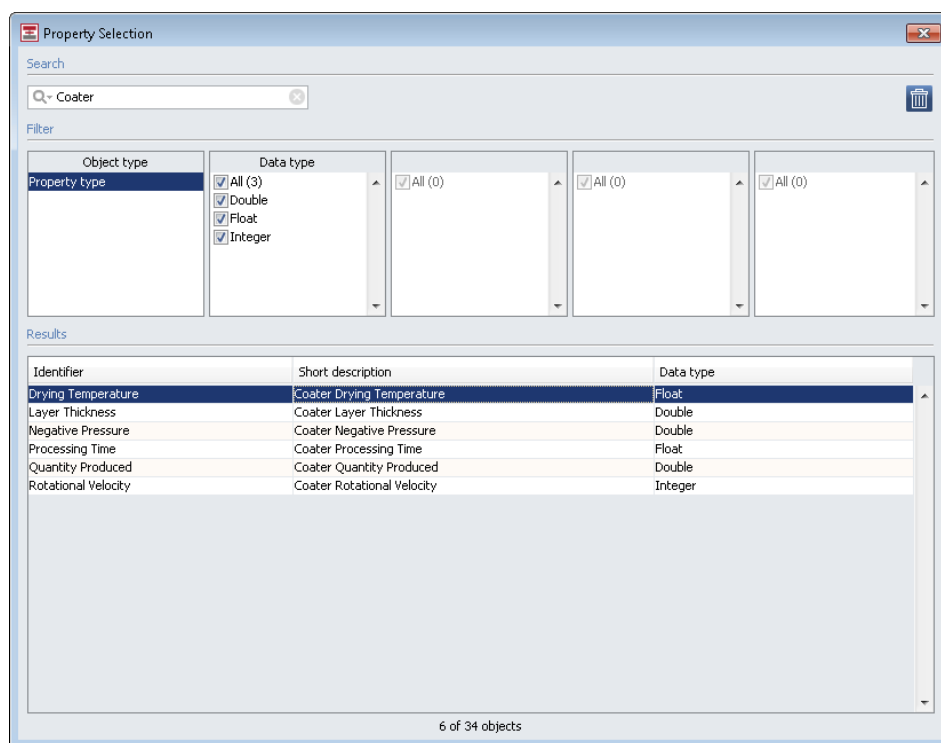 Property Selection
Search
Coater
Filter
Object type Data type
Property type All (3) All (0) All (0) All (0)
Double
Float
Integer
Results
Identifier Short description Data type
Drying Temperature Coater Drying Temperature Float
Layer Thickness Coater Layer Thickness Double
Negative Pressure Coater Negative Pressure Double
Processing Time Coater Processing Time Float
Quantity Produced Coater Quantity Produced Double
Rotational Velocity Coater Rotational Velocity Integer
6 of 34 objects